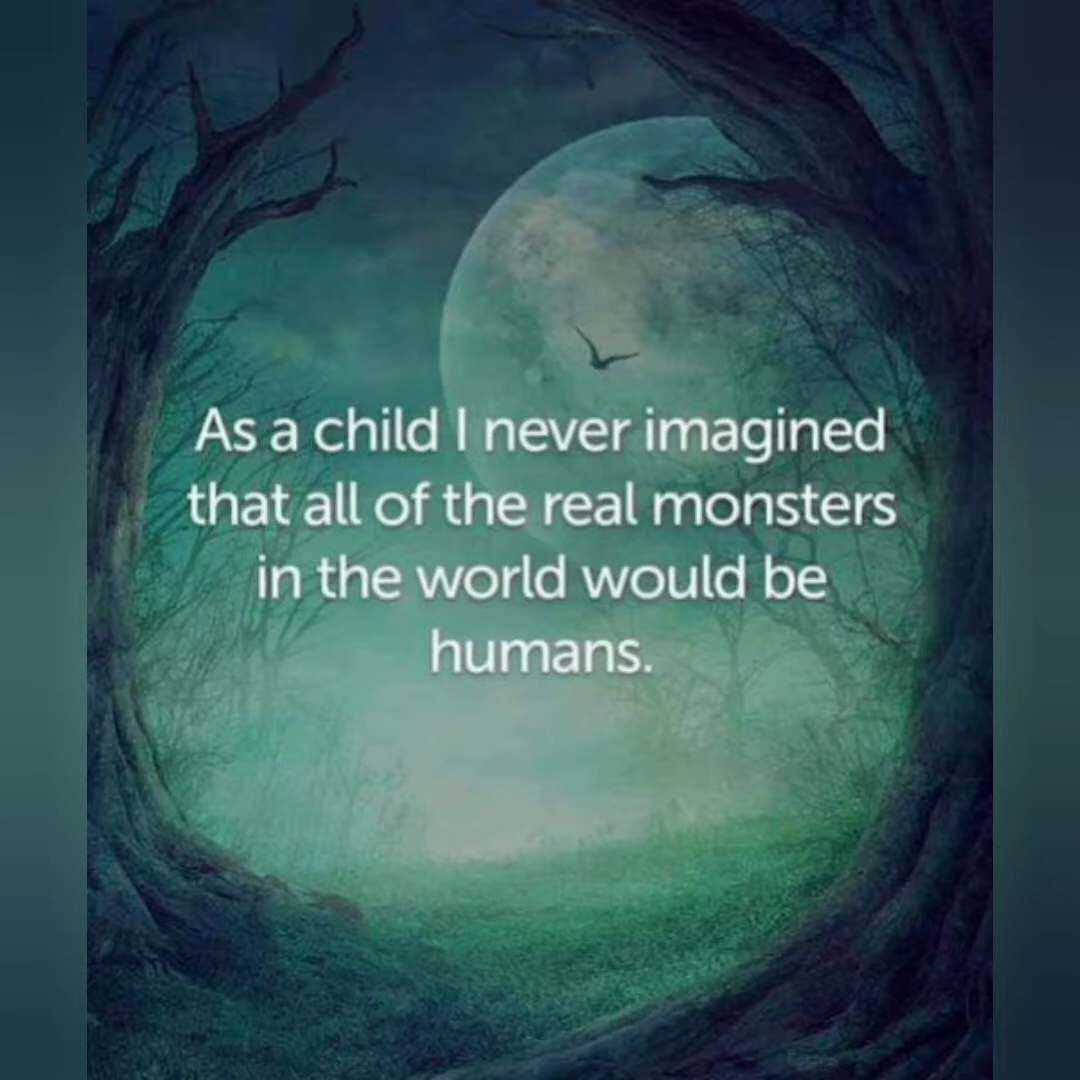 As a child I never imagined
that all of the real monsters
in the world would be
humans.